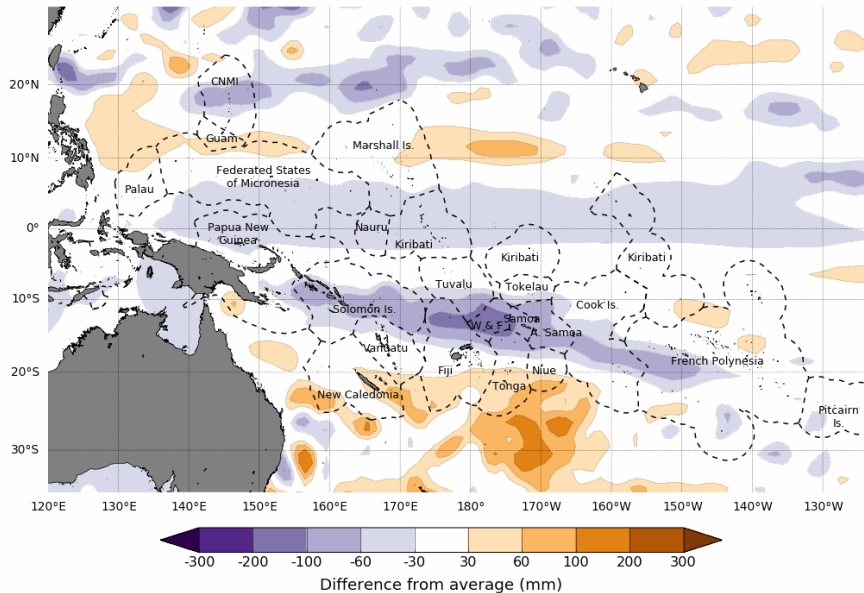 20°N
10°N
0°
10°S
20°S
30°S
CNMI
Guam
Marshall Is.
Federated States
of Micronesia
Palau
Papua New
Guinea
Nauru
Kiribati
Kiribati
Kiribati
Tuvalu
Tokelau
Solomon Is.
Cook Is.
W & F
Samoa
A. Samoa
Vanuatu
Fiji
Niue
French Polynesia
New Caledonia
Tonga
Pitcairn
Is.
120°E 130°E 140°E 150°E 160°E 170°E 180° 170°W 160°W 150°W 140°W 130°W
-300 -200 -100 -60 -30 30 60 100 200 300
Difference from average (mm)